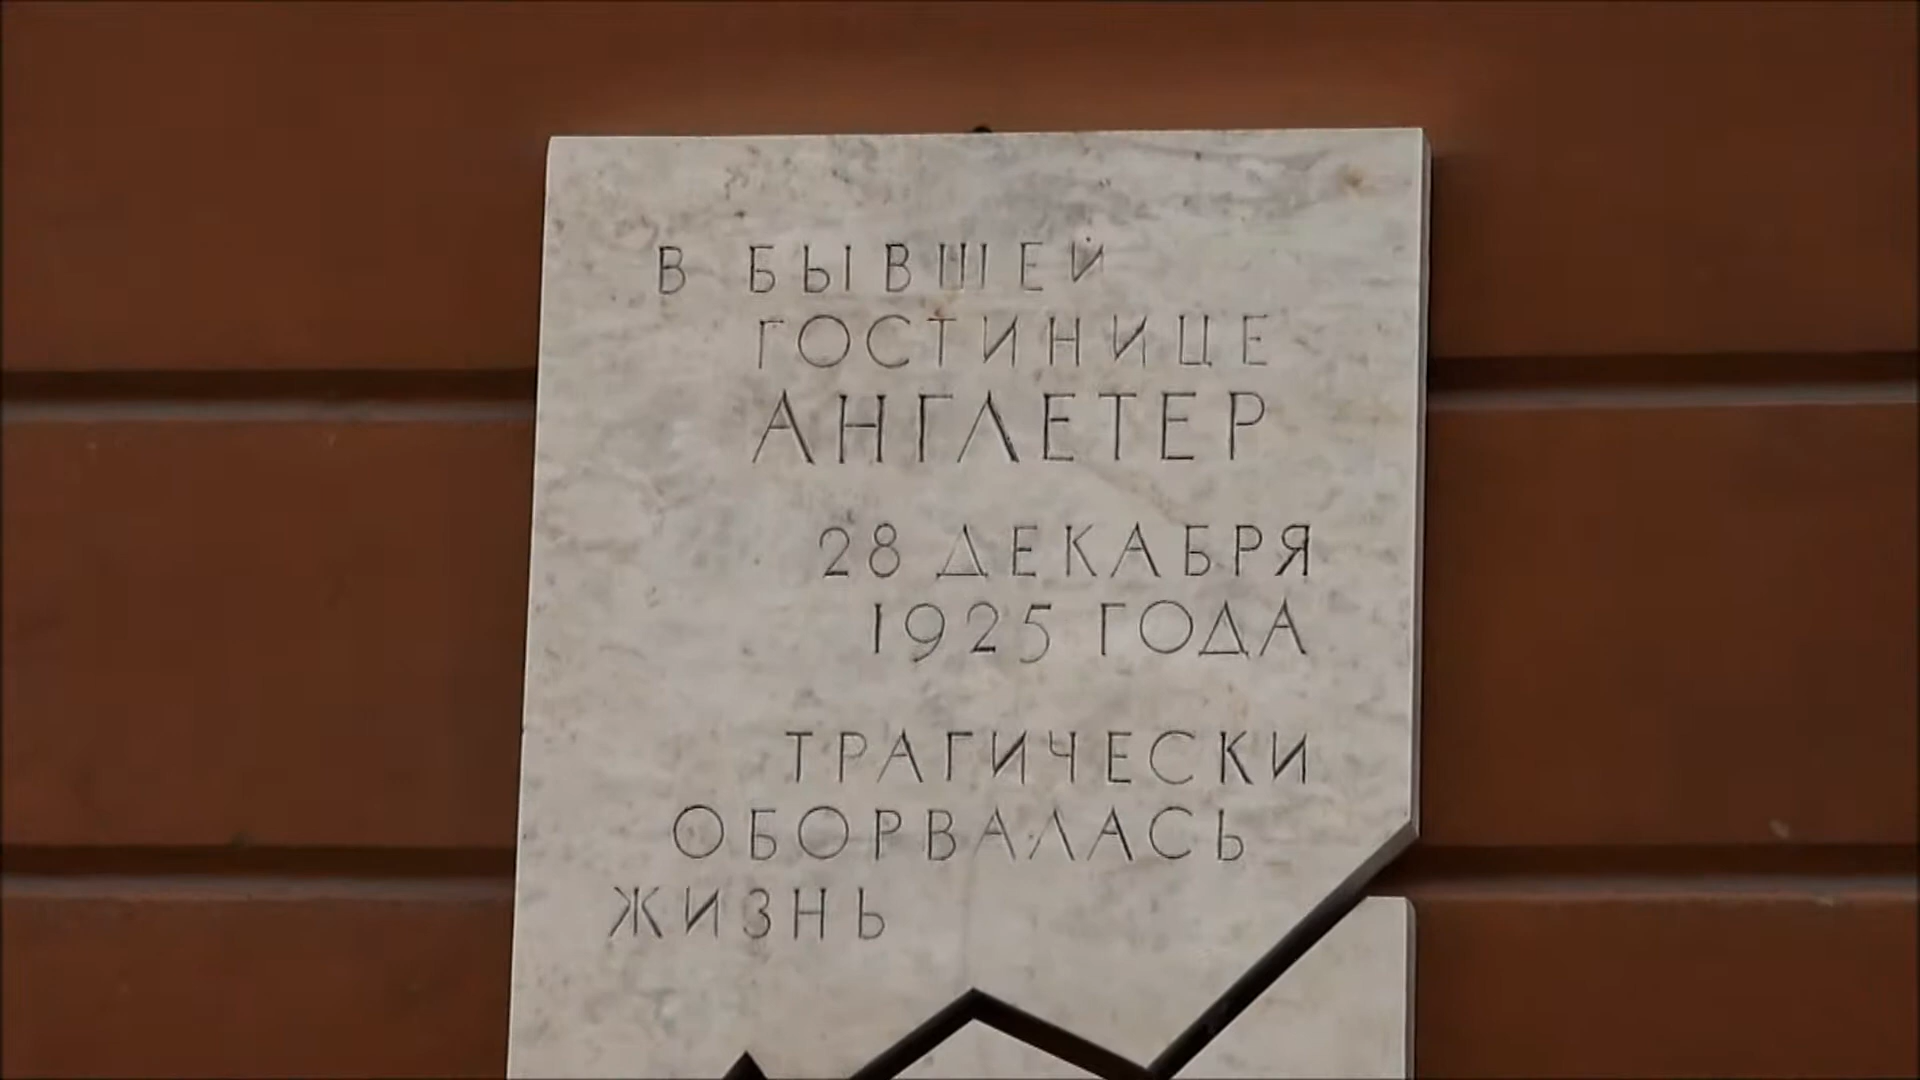 В БЫВШЕЙ
ГОСТИНИЦЕ
АНГЛЕТЕР
28 ДЕКАБРЯ
1925 ГОДА
ТРАГИЧЕСКИ
ОБОРВАЛАСЬ
ЖИЗНЬ